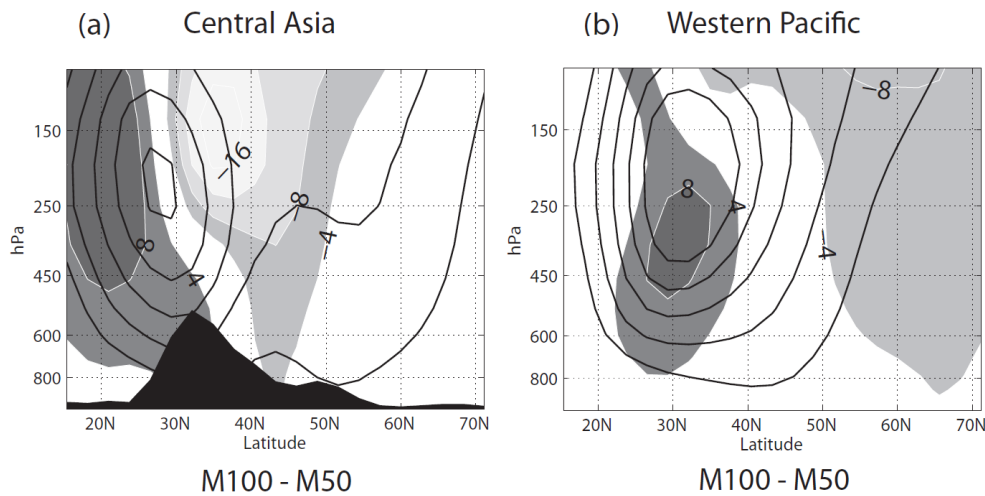 (a) Central Asia
(b) Western Pacific
hPa
150
250
450
600
800
−16
−8
8
−4
4
20N 30N 40N 50N 60N 70N
Latitude
M100 - M50
hPa
150
250
450
600
800
−8
8
4
−4
20N 30N 40N 50N 60N 70N
Latitude
M100 - M50